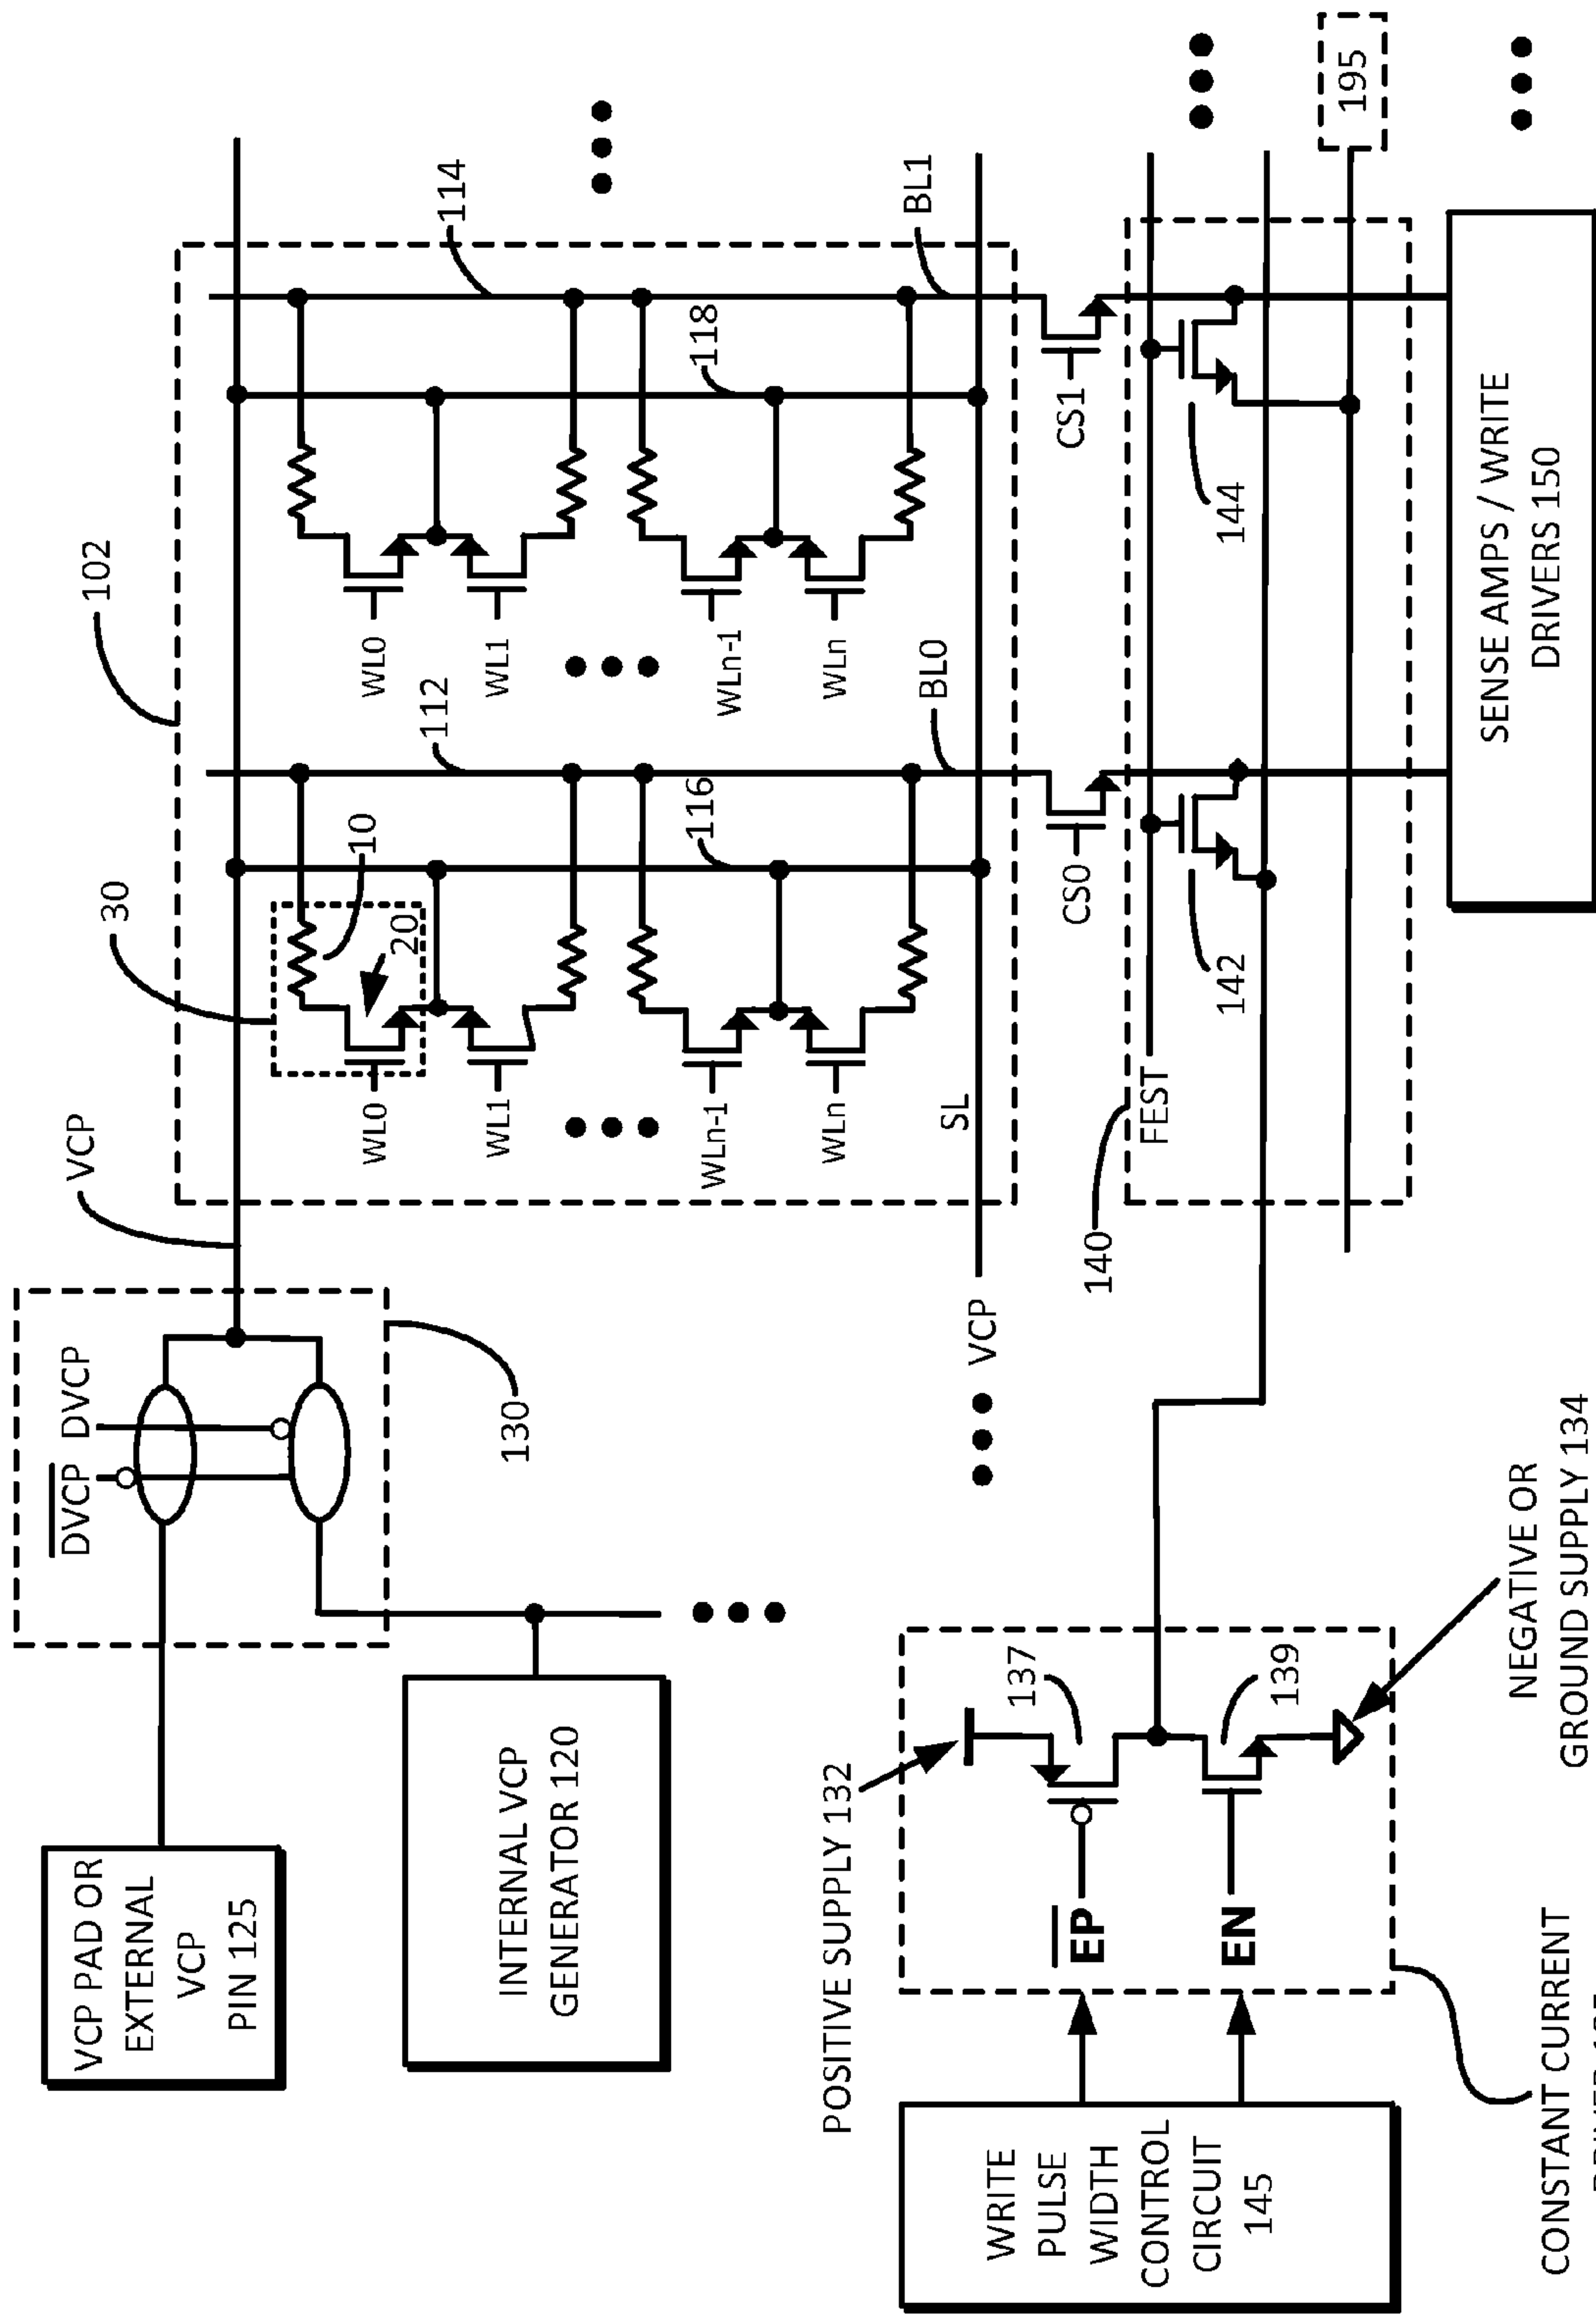 VCP PAD OR
EXTERNAL
VCP
PIN 125
DVCP
DVCP
130
VCP
INTERNAL VCP
GENERATOR 120
102
30
10
20
WL0
WL1
WLn-1
WLn
112
116
BL0
WL0
WL1
WLn-1
WLn
114
118
BL1
SL
VCP
CS0
CS1
140
FEST
142
144
195
SENSE AMPS / WRITE
DRIVERS 150
POSITIVE SUPPLY 132
137
139
EP
EN
WRITE
PULSE
WIDTH
CONTROL
CIRCUIT
145
NEGATIVE OR
GROUND SUPPLY 134
CONSTANT CURRENT